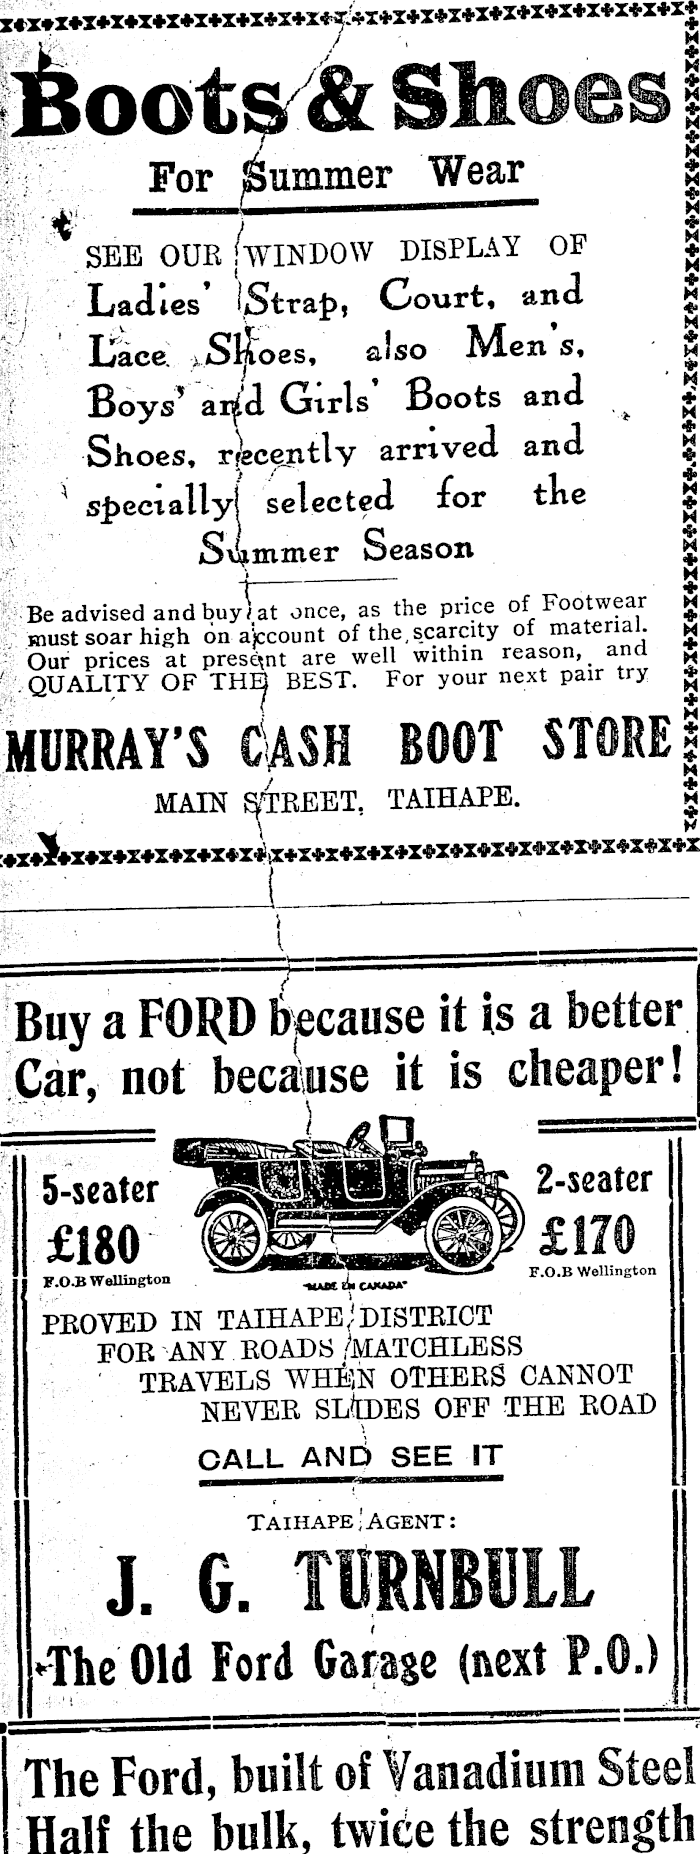 Boots & Shoes
For Summer Wear
SEE OUR WINDOW DISPLAY OF
Ladies' Strap, Court, and
Lace Shoes, also Men's,
Boys' and Girls' Boots and
Shoes, recently arrived and
specially selected for the
Summer Season
Be advised and buy at once, as the price of Footwear
must soar high on account of the scarcity of material.
Our prices at present are well within reason, and
QUALITY OF THE BEST. For your next pair try
MURRAY'S CASH BOOT STORE
MAIN STREET, TAIHAPE.
Buy a FORD because it is a better
Car, not because it is cheaper!
5-seater
£180
F.O.B Wellington
2-seater
£170
F.O.B Wellington
"MADE IN CANADA"
PROVED IN TAIHAPE DISTRICT
FOR ANY ROADS MATCHLESS
TRAVELS WHEN OTHERS CANNOT
NEVER SLIDES OFF THE ROAD
CALL AND SEE IT
TAIHAPE AGENT:
J. G. TURNBULL
The Old Ford Garage (next P.O.)
The Ford, built of Vanadium Steel
Half the bulk, twice the strength